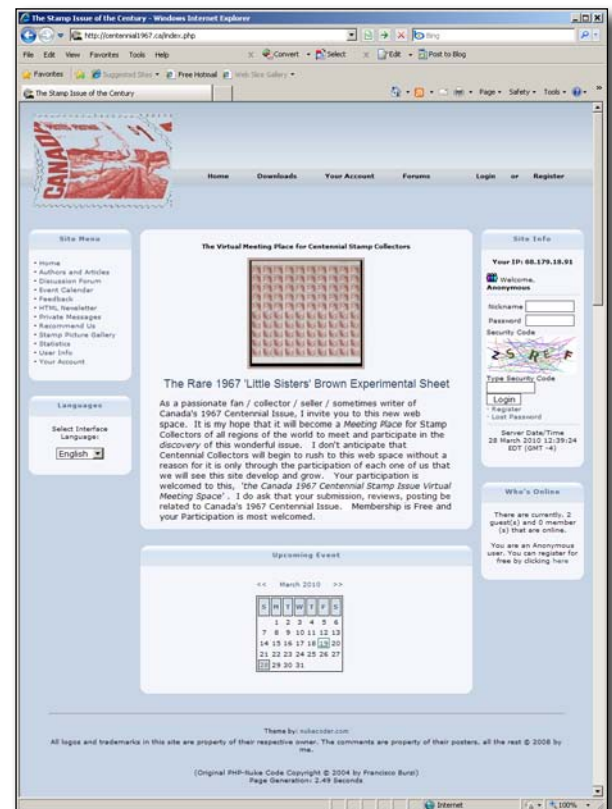 The Stamp Issue of the Century - Windows Internet Explorer
http://centennial1967.ca/index.php
Bing
File Edit View Favorites Tools Help
Convert Select
Edit Post to Blog
Favorites Suggested Sites Free Hotmail Web Slice Gallery
The Stamp Issue of the Century
Page Safety Tools
CANADA
Home Downloads Your Account Forums Login or Register
Site Menu
Home
Authors and Articles
Discussion Forum
Event Calendar
Feedback
HTML Newsletter
Private Messages
Recommend Us
Stamp Picture Gallery
Statistics
User Info
Your Account
Languages
Select Interface
Language:
English
The Virtual Meeting Place for Centennial Stamp Collectors
The Rare 1967 'Little Sisters' Brown Experimental Sheet
As a passionate fan / collector / seller / sometimes writer of
Canada's 1967 Centennial Issue, I invite you to this new web
space. It is my hope that it will become a Meeting Place for Stamp
Collectors of all regions of the world to meet and participate in the
discovery of this wonderful issue. I don't anticipate that
Centennial Collectors will begin to rush to this web space without a
reason for it is only through the participation of each one of us that
we will see this site develop and grow. Your participation is
welcomed to this, 'the Canada 1967 Centennial Stamp Issue Virtual
Meeting Space' . I do ask that your submission, reviews, posting be
related to Canada's 1967 Centennial Issue. Membership is Free and
your Participation is most welcomed.
Upcoming Event
<< March 2010 >>
S M T W T F S
1 2 3 4 5 6
7 8 9 10 11 12 13
14 15 16 17 18 19 20
21 22 23 24 25 26 27
28 29 30 31
Site Info
Your IP: 68.179.18.91
Welcome,
Anonymous
Nickname
Password
Security Code
Type Security Code
Login
Register
Lost Password
Server Date/Time
28 March 2010 12:39:24
EDT (GMT -4)
Who's Online
There are currently, 2
guest(s) and 0 member
(s) that are online.
You are an Anonymous
user. You can register for
free by clicking here
Theme by: nukecoder.com
All logos and trademarks in this site are property of their respective owner. The comments are property of their posters, all the rest © 2008 by
me.
(Original PHP-Nuke Code Copyright © 2004 by Francisco Burzi)
Page Generation: 2.49 Seconds
Internet 100%